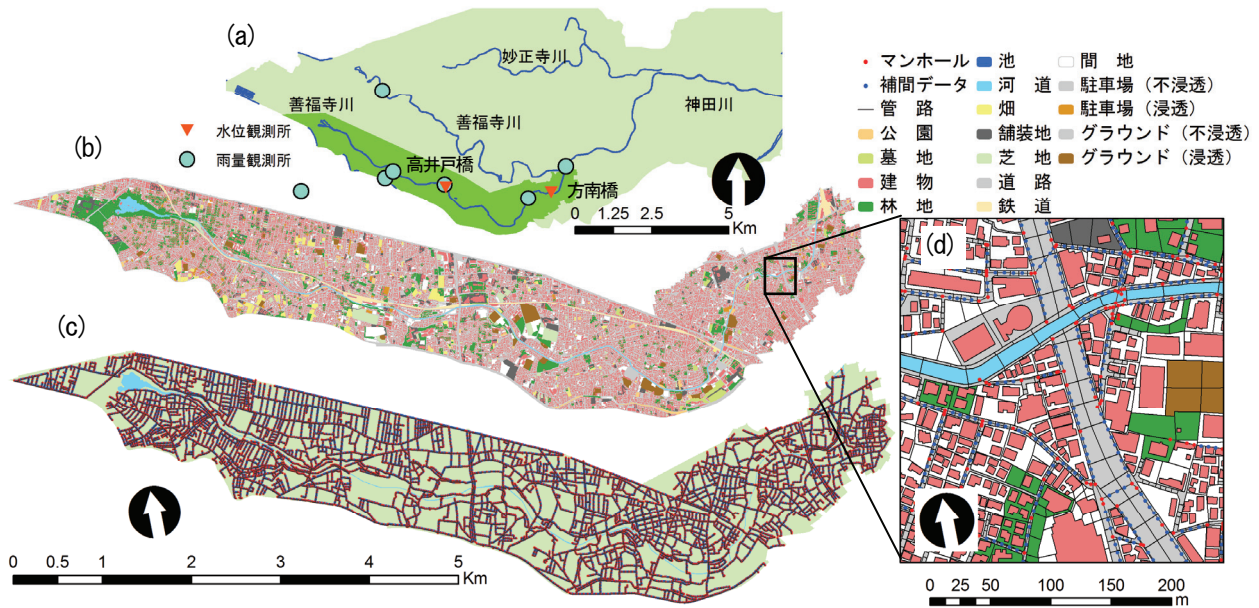 (a)
妙正寺川
善福寺川
善福寺川
神田川
水位観測所
雨量観測所
高井戸橋
方南橋
0 1.25 2.5 5
Km
(b)
マンホール
補間データ
管 路
公 園
墓 地
建 物
林 地
池
河 道
畑
舗装地
芝 地
道 路
鉄 道
間 地
駐車場(不浸透)
駐車場(浸透)
グラウンド(不浸透)
グラウンド(浸透)
(c)
0 0.5 1 2 3 4 5
Km
(d)
0 25 50 100 150 200
m